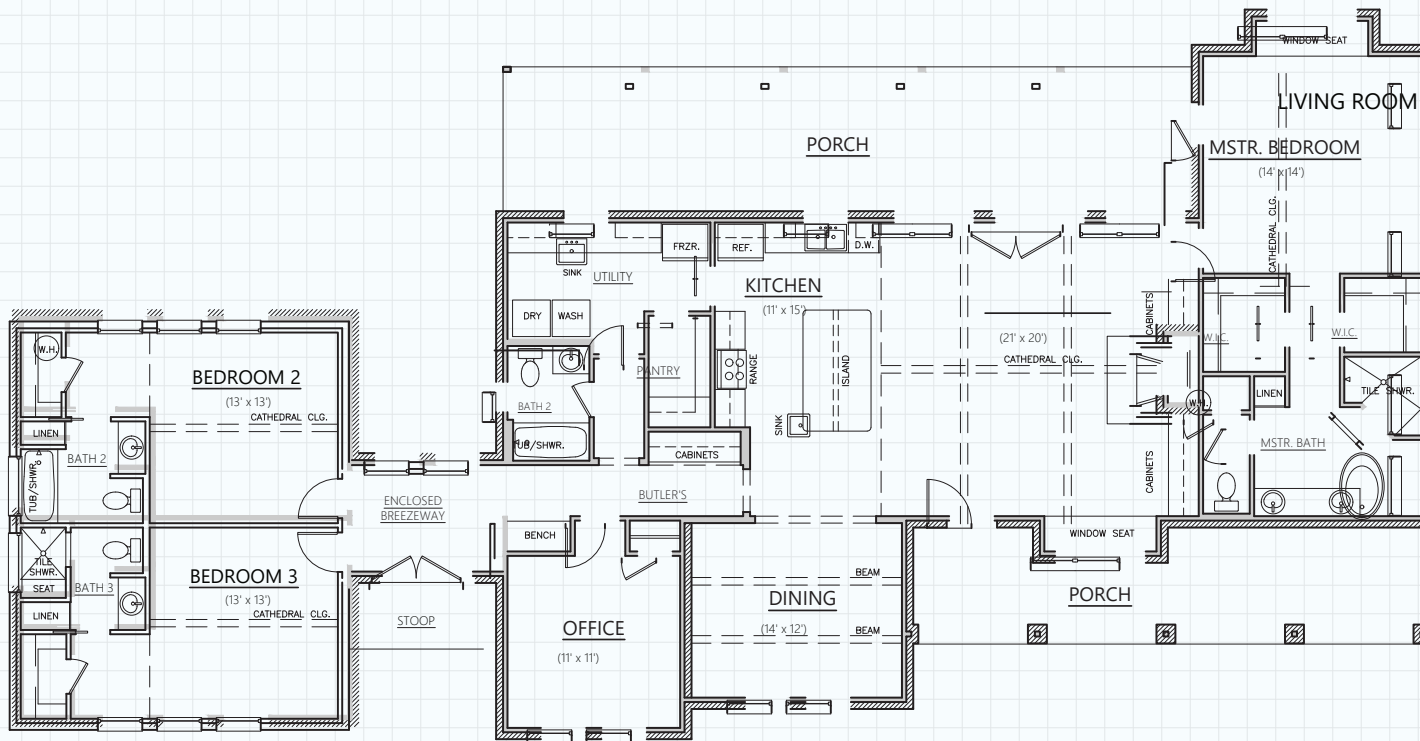 WINDOW SEAT
LIVING ROOM
PORCH
MSTR. BEDROOM
(14' x 14')
CATHEDRAL CLG.
FRZR.
REF.
D.W.
SINK
UTILITY
KITCHEN
(11' x 15')
DRY
WASH
CABINETS
(21' x 20')
CATHEDRAL CLG.
W.I.C.
W.I.C.
W.H.
BEDROOM 2
(13' x 13')
CATHEDRAL CLG.
PANTRY
RANGE
ISLAND
TILE SHWR.
LINEN
W.H.
BATH 2
SINK
LINEN
BATH 2
TUB/SHWR.
TUB/SHWR.
CABINETS
CABINETS
MSTR. BATH
ENCLOSED
BREEZEWAY
BUTLER'S
BENCH
WINDOW SEAT
TILE
SHWR.
SEAT
BATH 3
LINEN
BEDROOM 3
(13' x 13')
CATHEDRAL CLG.
STOOP
OFFICE
(11' x 11')
BEAM
DINING
(14' x 12')
BEAM
PORCH